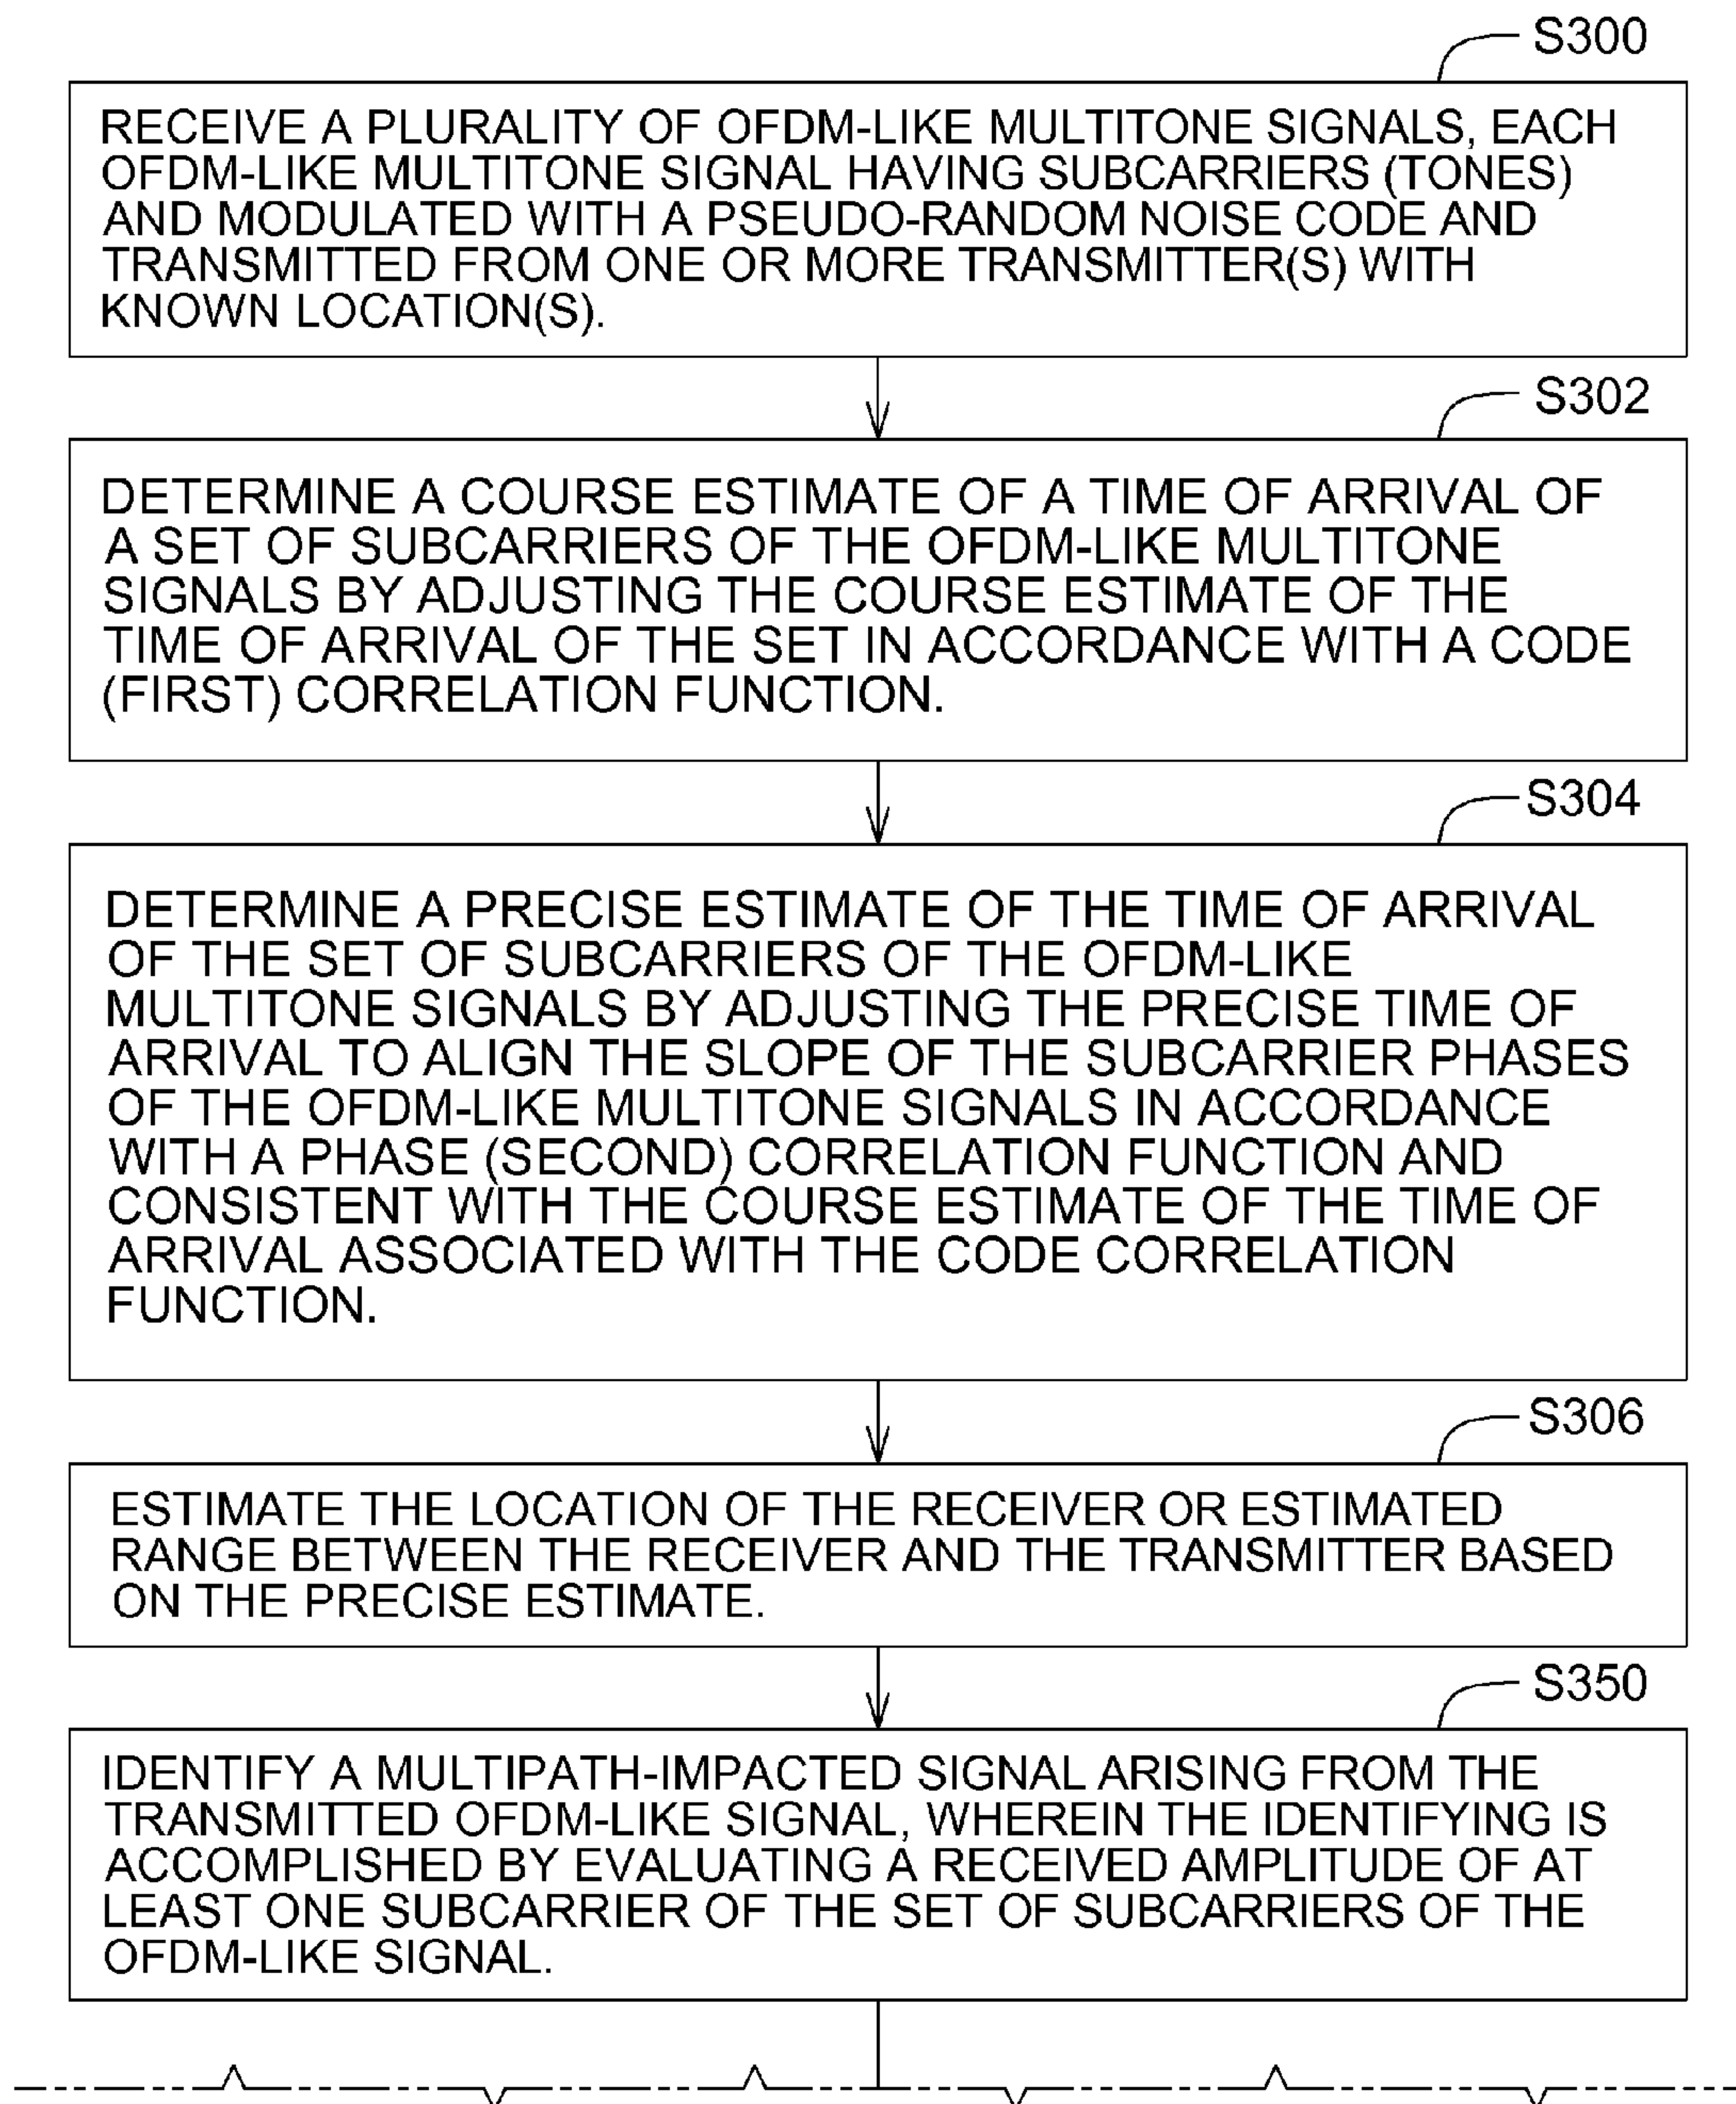 S300
RECEIVE A PLURALITY OF OFDM-LIKE MULTITONE SIGNALS, EACH
OFDM-LIKE MULTITONE SIGNAL HAVING SUBCARRIERS (TONES)
AND MODULATED WITH A PSEUDO-RANDOM NOISE CODE AND
TRANSMITTED FROM ONE OR MORE TRANSMITTER(S) WITH
KNOWN LOCATION(S).
S302
DETERMINE A COURSE ESTIMATE OF A TIME OF ARRIVAL OF
A SET OF SUBCARRIERS OF THE OFDM-LIKE MULTITONE
SIGNALS BY ADJUSTING THE COURSE ESTIMATE OF THE
TIME OF ARRIVAL OF THE SET IN ACCORDANCE WITH A CODE
(FIRST) CORRELATION FUNCTION.
S304
DETERMINE A PRECISE ESTIMATE OF THE TIME OF ARRIVAL
OF THE SET OF SUBCARRIERS OF THE OFDM-LIKE
MULTITONE SIGNALS BY ADJUSTING THE PRECISE TIME OF
ARRIVAL TO ALIGN THE SLOPE OF THE SUBCARRIER PHASES
OF THE OFDM-LIKE MULTITONE SIGNALS IN ACCORDANCE
WITH A PHASE (SECOND) CORRELATION FUNCTION AND
CONSISTENT WITH THE COURSE ESTIMATE OF THE TIME OF
ARRIVAL ASSOCIATED WITH THE CODE CORRELATION
FUNCTION.
S306
ESTIMATE THE LOCATION OF THE RECEIVER OR ESTIMATED
RANGE BETWEEN THE RECEIVER AND THE TRANSMITTER BASED
ON THE PRECISE ESTIMATE.
S350
IDENTIFY A MULTIPATH-IMPACTED SIGNAL ARISING FROM THE
TRANSMITTED OFDM-LIKE SIGNAL, WHEREIN THE IDENTIFYING IS
ACCOMPLISHED BY EVALUATING A RECEIVED AMPLITUDE OF AT
LEAST ONE SUBCARRIER OF THE SET OF SUBCARRIERS OF THE
OFDM-LIKE SIGNAL.